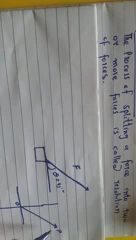 The process of splitting a force into two
or more forces is called resolution
of forces.
F